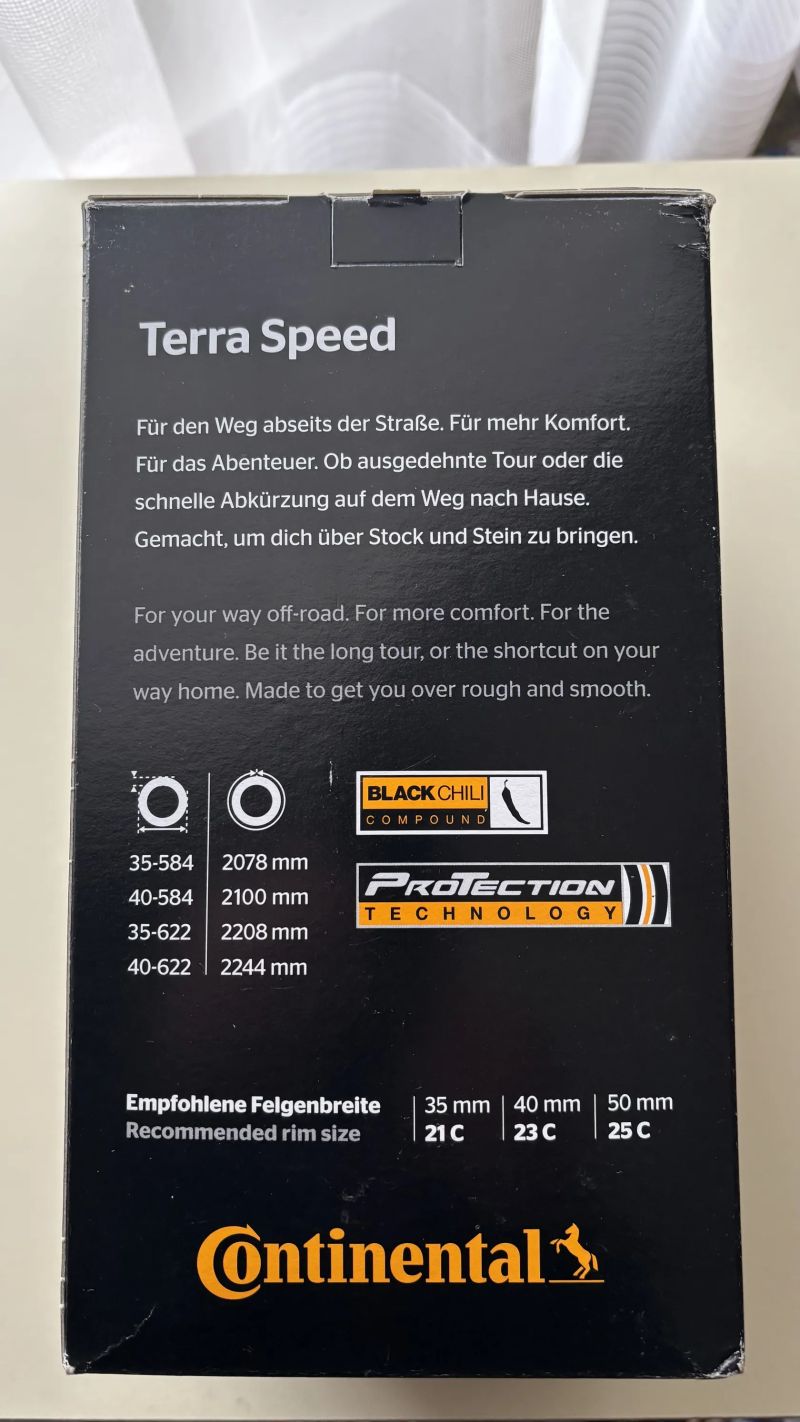 Terra Speed
Für den Weg abseits der Straße. Für mehr Komfort.
Für das Abenteuer. Ob ausgedehnte Tour oder die
schnelle Abkürzung auf dem Weg nach Hause.
Gemacht, um dich über Stock und Stein zu bringen.
For your way off-road. For more comfort. For the
adventure. Be it the long tour, or the shortcut on your
way home. Made to get you over rough and smooth.
35-584 2078 mm
40-584 2100 mm
35-622 2208 mm
40-622 2244 mm
BLACK CHILI
COMPOUND
PROTECTION
TECHNOLOGY
Empfohlene Felgenbreite 35 mm 40 mm 50 mm
Recommended rim size 21 C 23 C 25 C
Continental